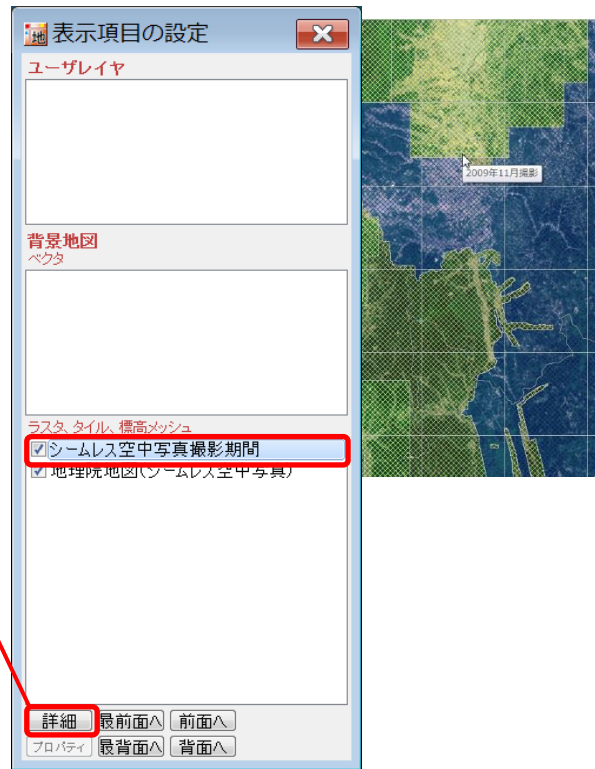 地 表示項目の設定
ユーザレイヤ
背景地図
ベクタ
ラスタ、タイル、標高メッシュ
シームレス空中写真撮影期間
地理院地図(シームレス空中写真)
詳細 最前面へ 前面へ
プロパティ 最背面へ 背面へ
2009年11月撮影